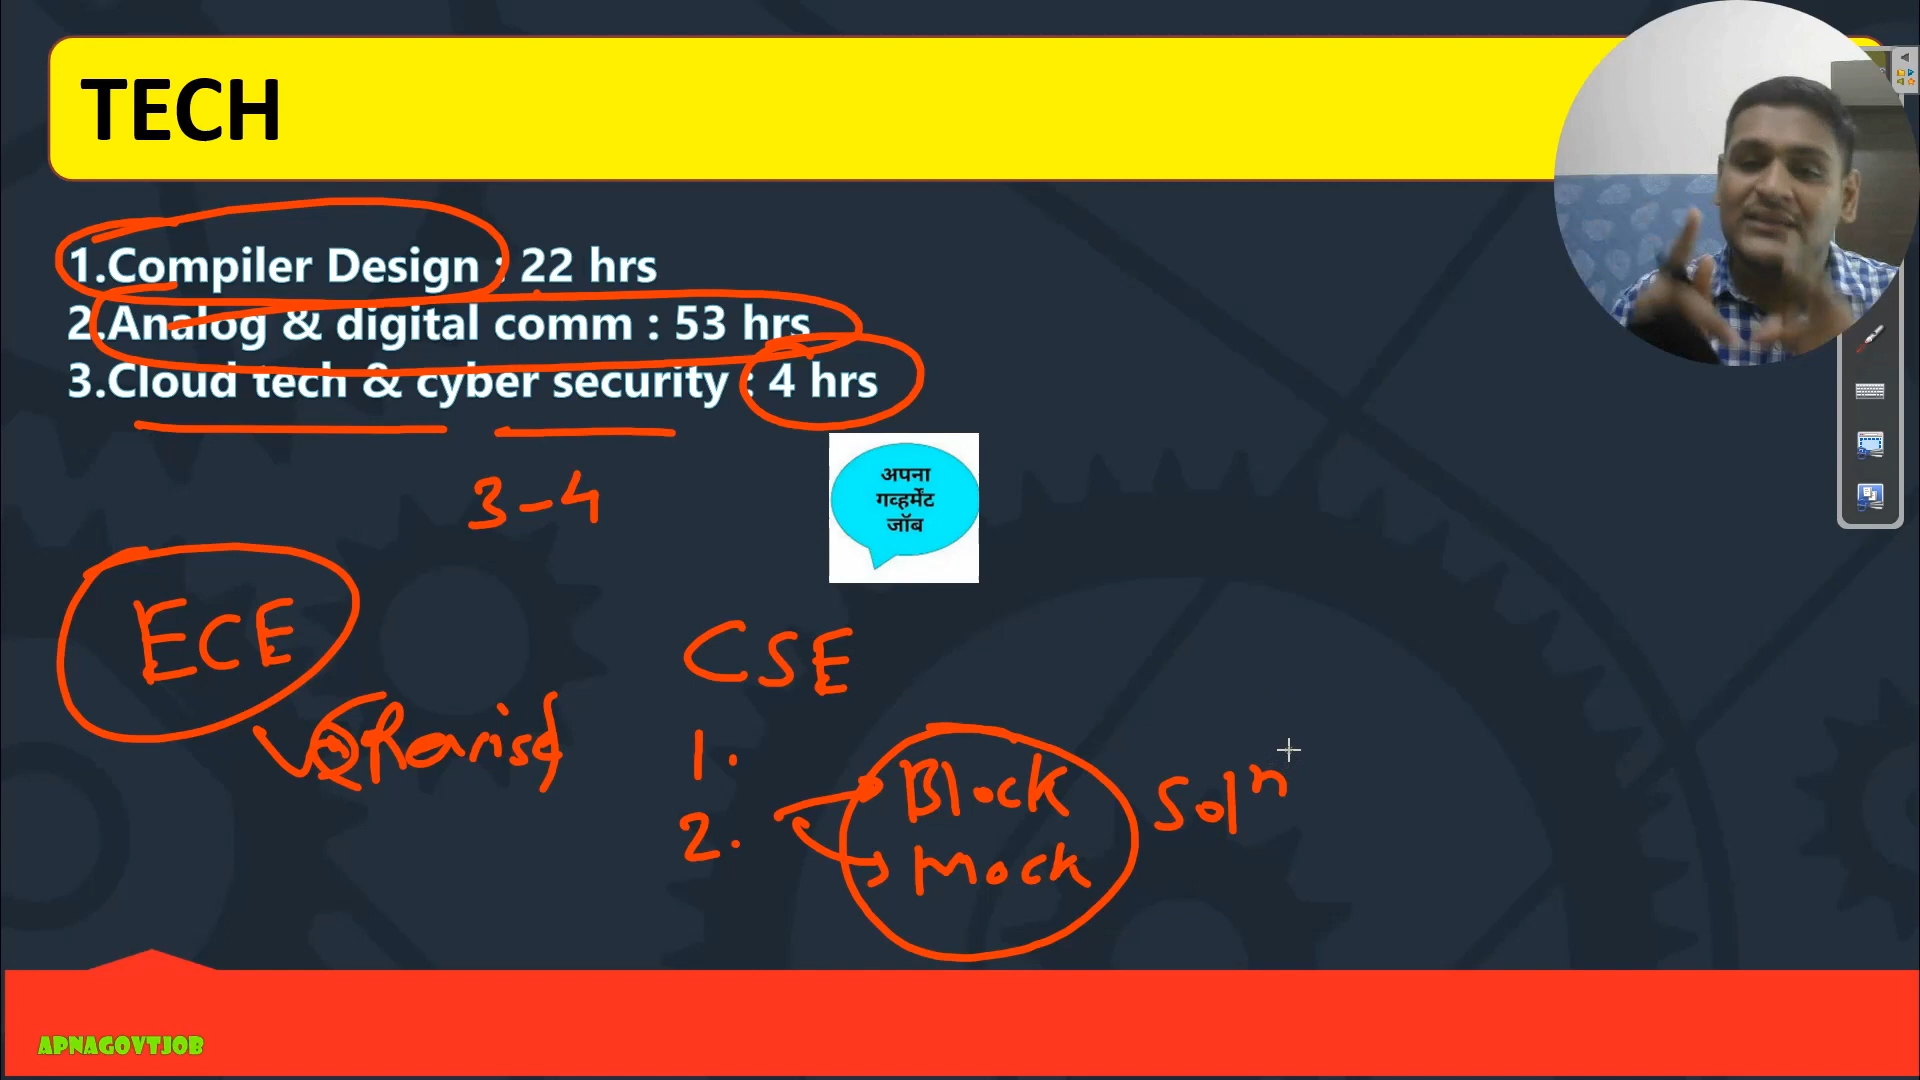 TECH
1.Compiler Design : 22 hrs
2.Analog & digital comm : 53 hrs
3.Cloud tech & cyber security : 4 hrs
3-4
अपना
गव्हर्मेंट
जॉब
ECE
CSE
1.
2.
Block
Mock
Solⁿ
APNAGOVTJOB